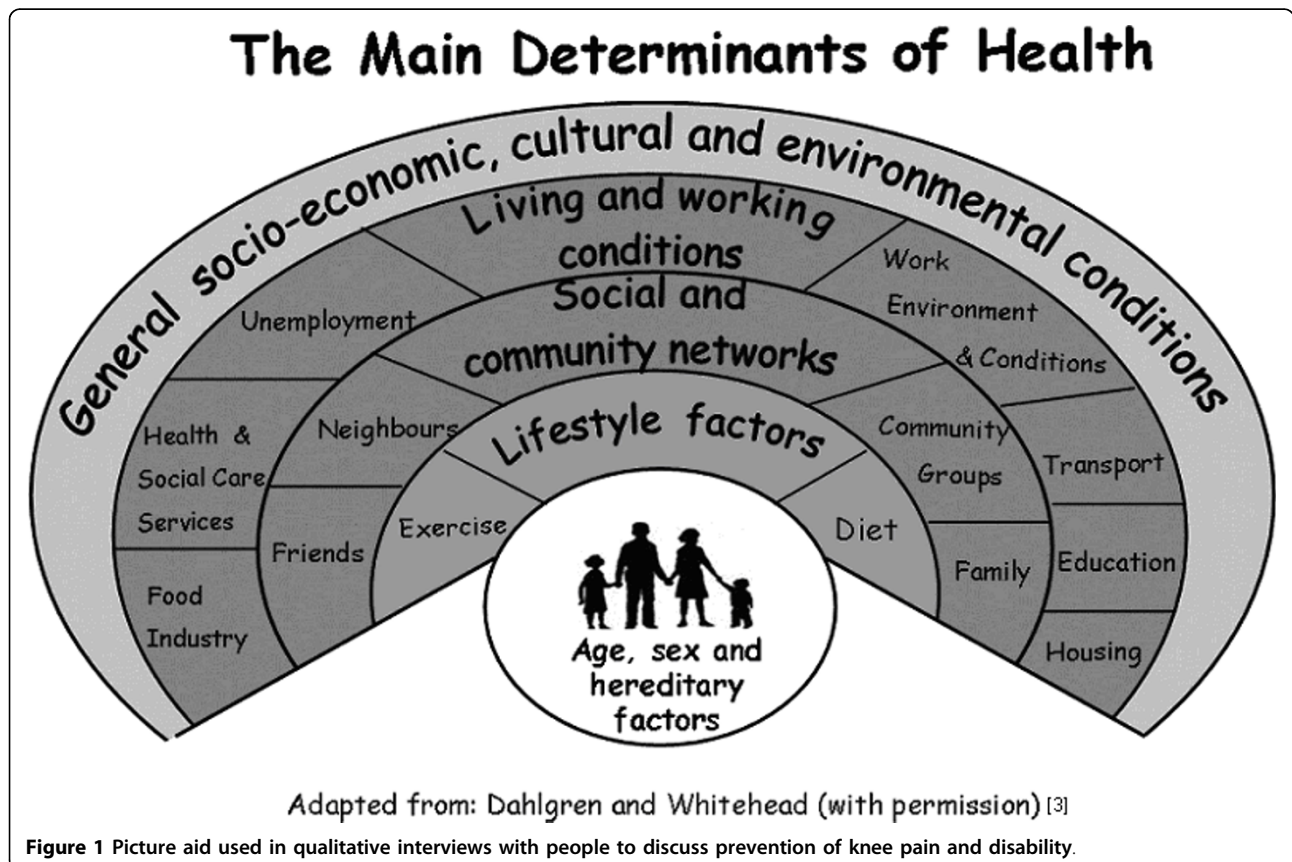 The Main Determinants of Health
General socio-economic, cultural and environmental conditions
Living and working
conditions
Unemployment
Health &
Social Care
Services
Food
Industry
Work
Environment
& Conditions
Transport
Education
Housing
Social and
community networks
Neighbours
Friends
Community
Groups
Family
Lifestyle factors
Exercise
Diet
Age, sex and
hereditary
factors
Adapted from: Dahlgren and Whitehead (with permission) [3]
Figure 1 Picture aid used in qualitative interviews with people to discuss prevention of knee pain and disability.